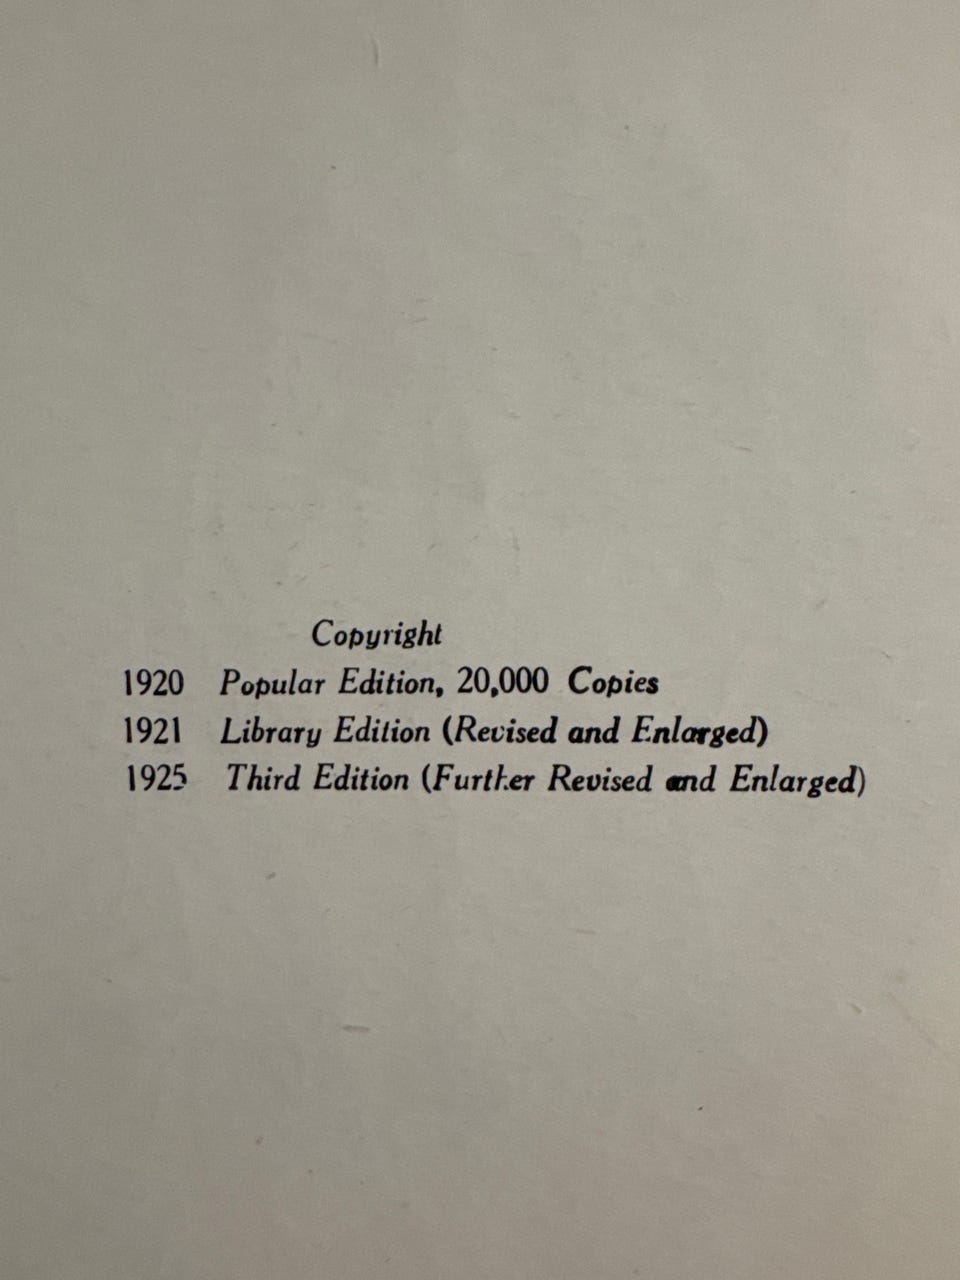 Copyright
1920 Popular Edition, 20,000 Copies
1921 Library Edition (Revised and Enlarged)
1925 Third Edition (Further Revised and Enlarged)